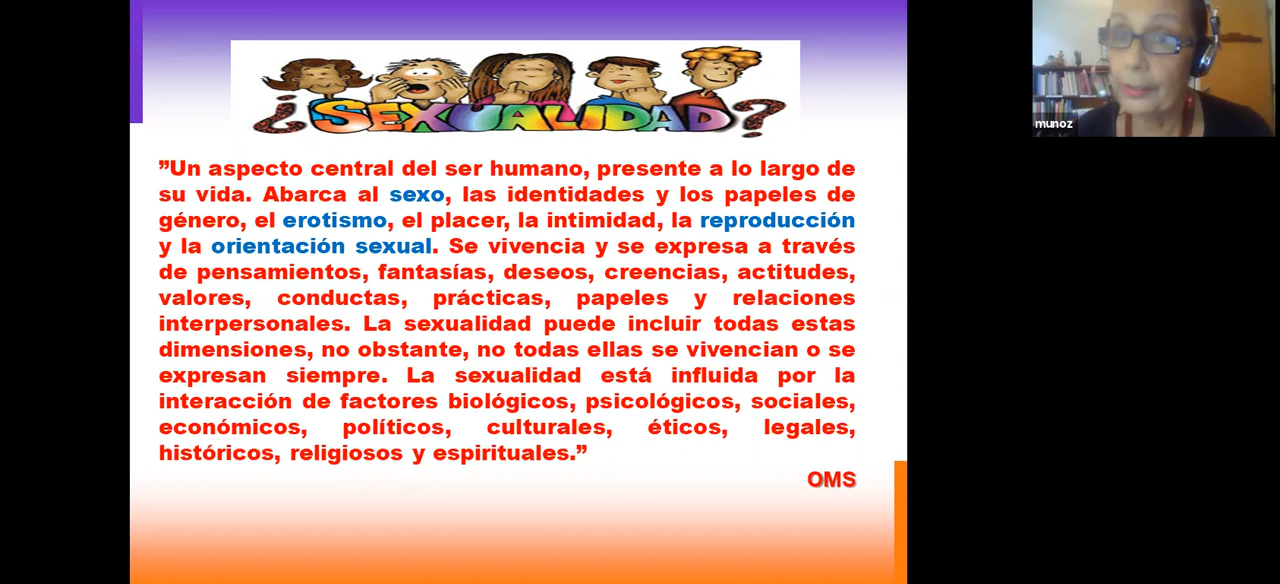 ¿SEXUALIDAD?
”Un aspecto central del ser humano, presente a lo largo de
su vida. Abarca al sexo, las identidades y los papeles de
género, el erotismo, el placer, la intimidad, la reproducción
y la orientación sexual. Se vivencia y se expresa a través
de pensamientos, fantasías, deseos, creencias, actitudes,
valores, conductas, prácticas, papeles y relaciones
interpersonales. La sexualidad puede incluir todas estas
dimensiones, no obstante, no todas ellas se vivencian o se
expresan siempre. La sexualidad está influida por la
interacción de factores biológicos, psicológicos, sociales,
económicos, políticos, culturales, éticos, legales,
históricos, religiosos y espirituales.”
OMS
munoz